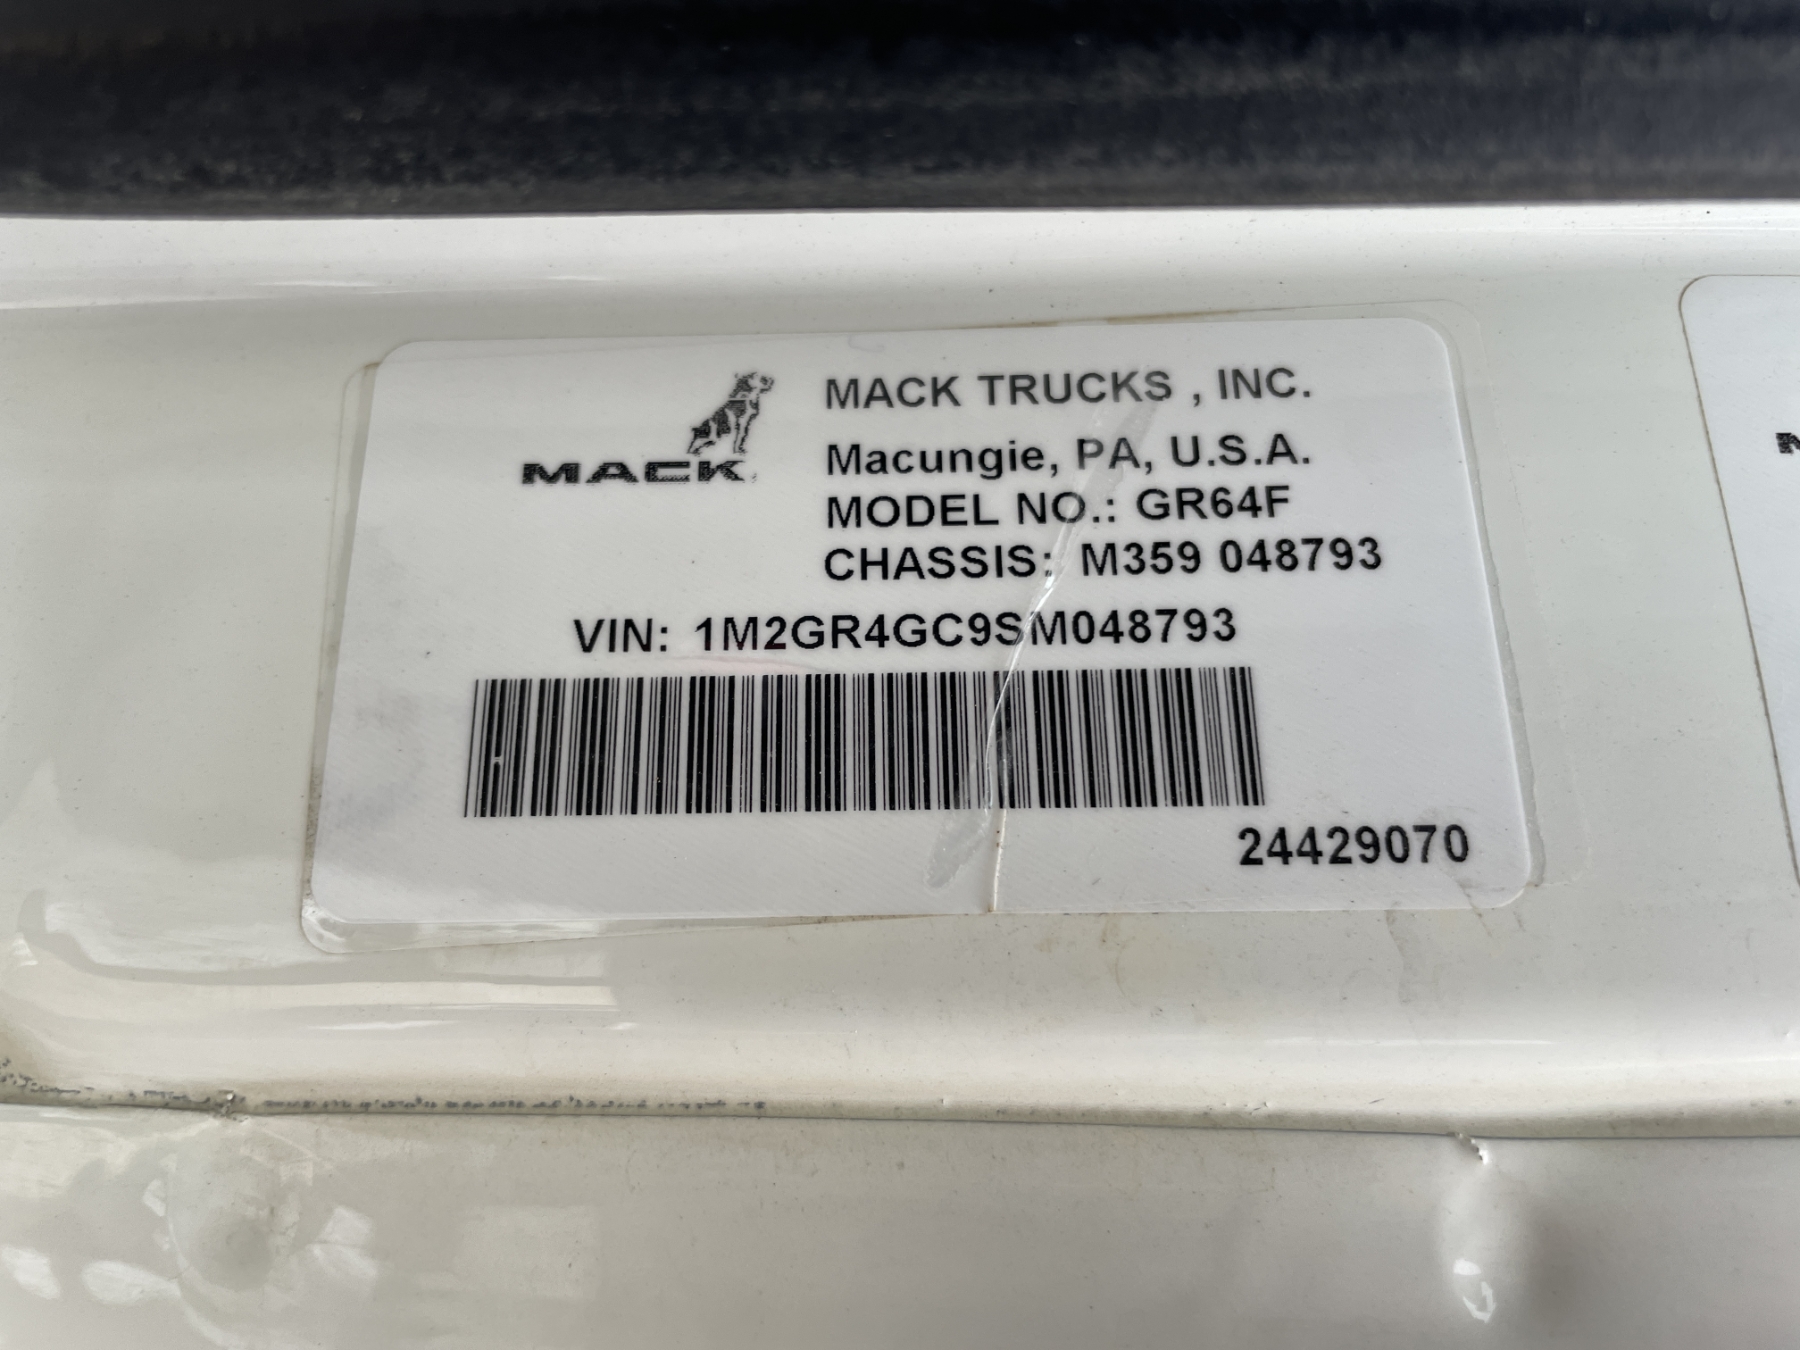 MACK
MACK TRUCKS , INC.
Macungie, PA, U.S.A.
MODEL NO.: GR64F
CHASSIS: M359 048793
VIN: 1M2GR4GC9SM048793
24429070